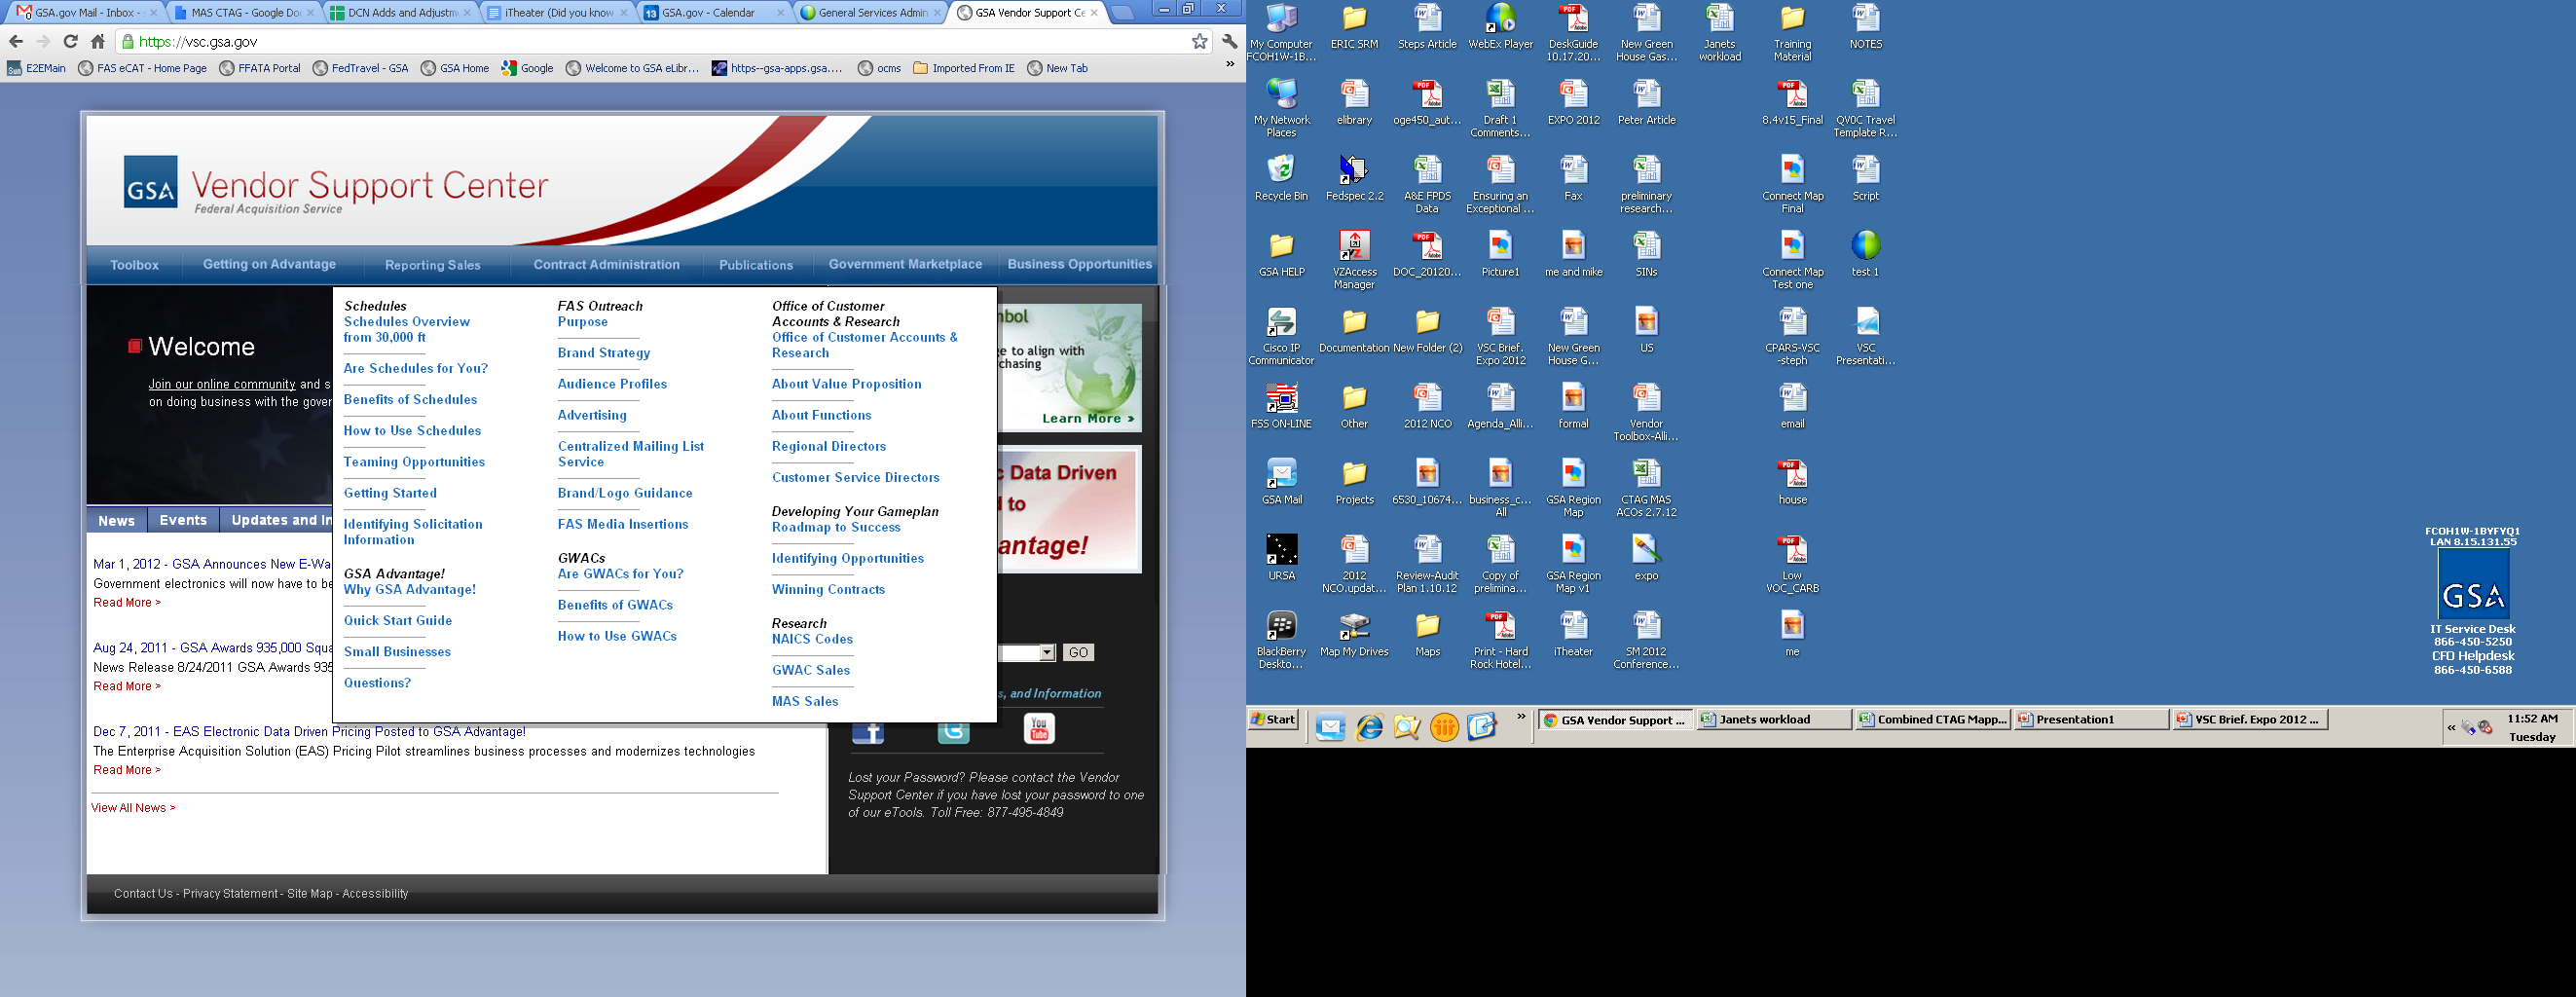 GSA.gov Mail - Inbox -
MAS CTAG - Google Do
DCN Adds and Adjustm
iTheater (Did you know
GSA.gov - Calendar
General Services Admin
GSA Vendor Support Ce
https://vsc.gsa.gov
E2EMain
FAS eCAT - Home Page
FFATA Portal
FedTravel - GSA
GSA Home
Google
Welcome to GSA eLibr...
https--gsa-apps.gsa....
ocms
Imported From IE
New Tab
GSA
Vendor Support Center
Federal Acquisition Service
Toolbox
Getting on Advantage
Reporting Sales
Contract Administration
Publications
Government Marketplace
Business Opportunities
Welcome
Join our online community and s
on doing business with the gover
News
Events
Updates and In
Mar 1, 2012 - GSA Announces New E-Wa
Government electronics will now have to be
Read More >
Aug 24, 2011 - GSA Awards 935,000 Squa
News Release 8/24/2011 GSA Awards 935
Read More >
Dec 7, 2011 - EAS Electronic Data Driven Pricing Posted to GSA Advantage!
The Enterprise Acquisition Solution (EAS) Pricing Pilot streamlines business processes and modernizes technologies
Read More >
View All News >
Schedules
Schedules Overview
from 30,000 ft
Are Schedules for You?
Benefits of Schedules
How to Use Schedules
Teaming Opportunities
Getting Started
Identifying Solicitation
Information
GSA Advantage!
Why GSA Advantage!
Quick Start Guide
Small Businesses
Questions?
FAS Outreach
Purpose
Brand Strategy
Audience Profiles
Advertising
Centralized Mailing List
Service
Brand/Logo Guidance
FAS Media Insertions
GWACs
Are GWACs for You?
Benefits of GWACs
How to Use GWACs
Office of Customer
Accounts & Research
Office of Customer Accounts &
Research
About Value Proposition
About Functions
Regional Directors
Customer Service Directors
Developing Your Gameplan
Roadmap to Success
Identifying Opportunities
Winning Contracts
Research
NAICS Codes
GWAC Sales
MAS Sales
nbol
ge to align with
rchasing
Learn More »
c Data Driven
d to
antage!
GO
s, and Information
You
Tube
Lost your Password? Please contact the Vendor
Support Center if you have lost your password to one
of our eTools. Toll Free: 877-495-4849
Contact Us - Privacy Statement - Site Map - Accessibility
My Computer
FCOH1W-1B...
ERIC SRM
Steps Article
WebEx Player
DeskGuide
10.17.20...
New Green
House Gas...
Janets
workload
Training
Material
NOTES
My Network
Places
elibrary
oge450_aut...
Draft 1
Comments...
EXPO 2012
Peter Article
8.4v15_Final
QV0C Travel
Template R...
Recycle Bin
Fedspec 2.2
A&E FPDS
Data
Ensuring an
Exceptional ...
Fax
preliminary
research...
Connect Map
Final
Script
GSA HELP
VZAccess
Manager
DOC_20120...
Picture1
me and mike
SINs
Connect Map
Test one
test 1
Cisco IP
Communicator
Documentation
New Folder (2)
VSC Brief.
Expo 2012
New Green
House G...
US
CPARS-VSC
-steph
VSC
Presentati...
FSS ON-LINE
Other
2012 NCO
Agenda_Alli...
formal
Vendor
Toolbox-Alli...
email
GSA Mail
Projects
6530_10674...
business_c...
All
GSA Region
Map
CTAG MAS
ACOs 2.7.12
house
URSA
2012
NCO.updat...
Review-Audit
Plan 1.10.12
Copy of
prelimina...
GSA Region
Map v1
expo
Low
VOC_CARB
BlackBerry
Deskto...
Map My Drives
Maps
Print - Hard
Rock Hotel...
iTheater
SM 2012
Conference...
me
FCOH1W-1BYFYQ1
LAN 8.15.131.55
GSA
IT Service Desk
866-450-5250
CFO Helpdesk
866-450-6588
Start
GSA Vendor Support ...
Janets workload
Combined CTAG Mapp...
Presentation1
VSC Brief. Expo 2012 ...
11:52 AM
Tuesday